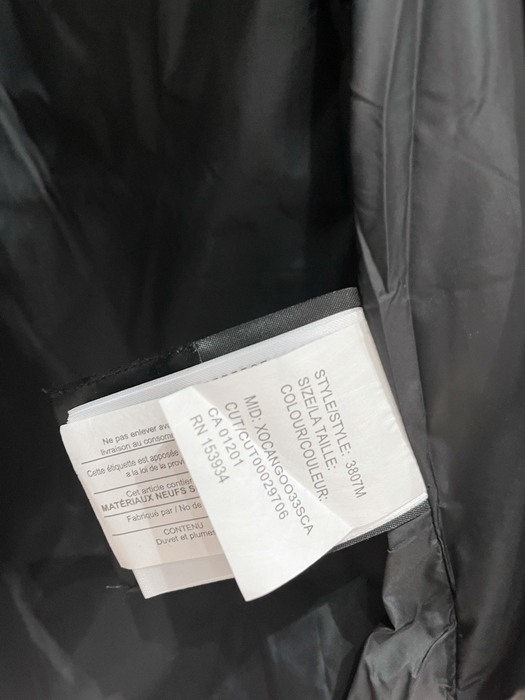 STYLE/STYLE: 3807M
SIZE/LA TAILLE:
COLOUR/COULEUR:
MID: XOCANGOO33SCA
CUT/CUT00029706
CA 01201
RN 153934
Ne pas enlever av
livraison au consom
Cette étiquette est apposée
a la loi de la prov
Cet article contier
MATÉRIAUX NEUFS S
Fabriqué par / No de
CONTENU
Duvet et plumes